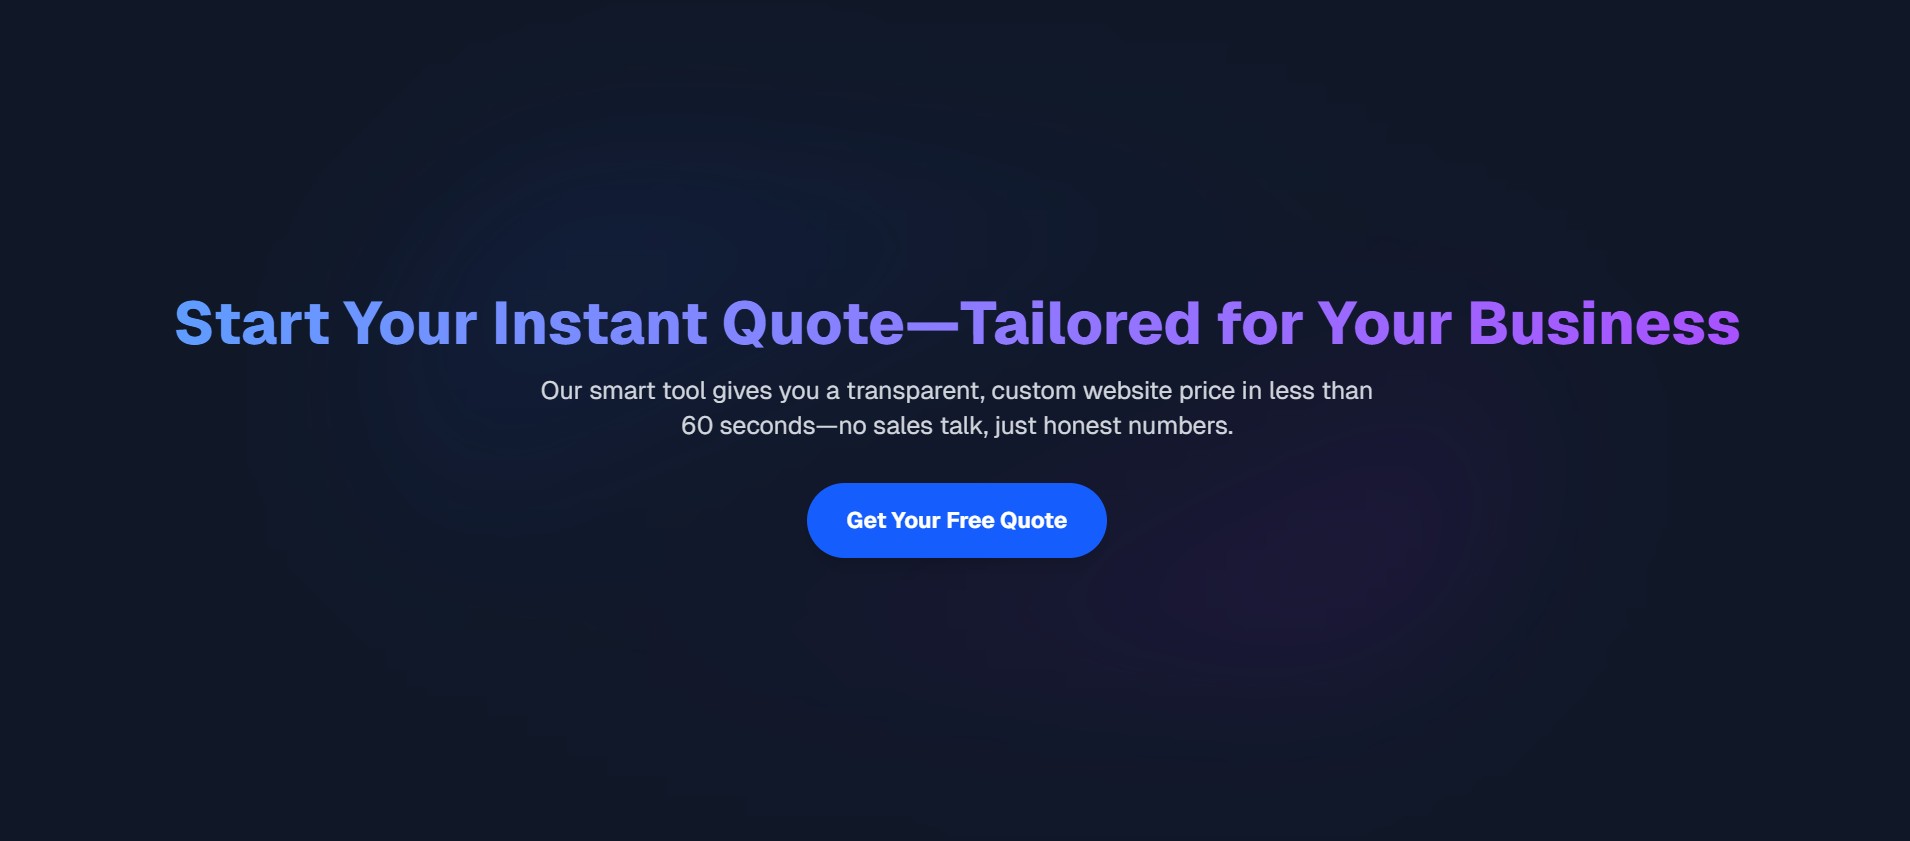 Start Your Instant Quote—Tailored for Your Business
Our smart tool gives you a transparent, custom website price in less than
60 seconds—no sales talk, just honest numbers.
Get Your Free Quote